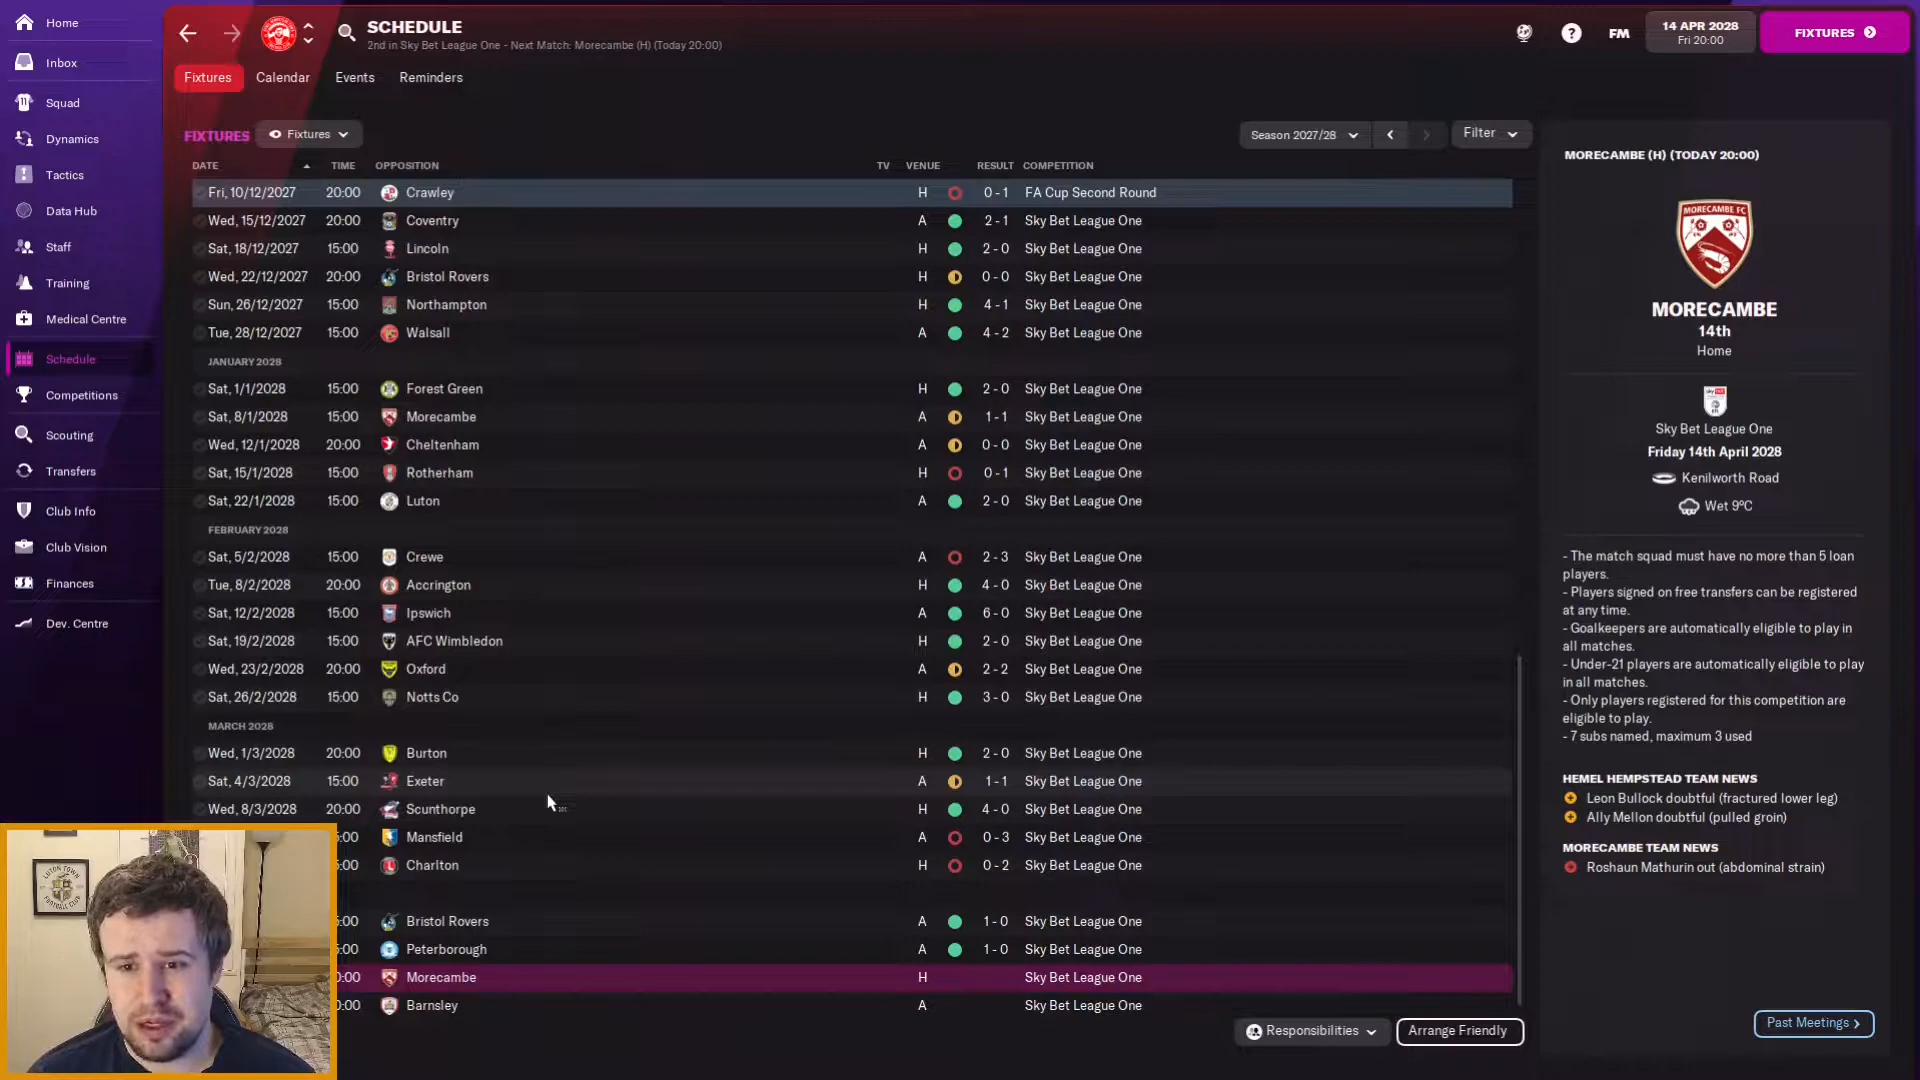 Home
Inbox
Squad
Dynamics
Tactics
Data Hub
Staff
Training
Medical Centre
Schedule
Competitions
Scouting
Transfers
Club Info
Club Vision
Finances
Dev. Centre
SCHEDULE
2nd in Sky Bet League One - Next Match: Morecambe (H) (Today 20:00)
FM
14 APR 2028
Fri 20:00
FIXTURES
Fixtures Calendar Events Reminders
FIXTURES Fixtures Season 2027/28 Filter
DATE TIME OPPOSITION TV VENUE RESULT COMPETITION
Fri, 10/12/2027 20:00 Crawley H 0 - 1 FA Cup Second Round
Wed, 15/12/2027 20:00 Coventry A 2 - 1 Sky Bet League One
Sat, 18/12/2027 15:00 Lincoln H 2 - 0 Sky Bet League One
Wed, 22/12/2027 20:00 Bristol Rovers H 0 - 0 Sky Bet League One
Sun, 26/12/2027 15:00 Northampton H 4 - 1 Sky Bet League One
Tue, 28/12/2027 15:00 Walsall A 4 - 2 Sky Bet League One
JANUARY 2028
Sat, 1/1/2028 15:00 Forest Green H 2 - 0 Sky Bet League One
Sat, 8/1/2028 15:00 Morecambe A 1 - 1 Sky Bet League One
Wed, 12/1/2028 20:00 Cheltenham A 0 - 0 Sky Bet League One
Sat, 15/1/2028 15:00 Rotherham H 0 - 1 Sky Bet League One
Sat, 22/1/2028 15:00 Luton A 2 - 0 Sky Bet League One
FEBRUARY 2028
Sat, 5/2/2028 15:00 Crewe A 2 - 3 Sky Bet League One
Tue, 8/2/2028 20:00 Accrington H 4 - 0 Sky Bet League One
Sat, 12/2/2028 15:00 Ipswich A 6 - 0 Sky Bet League One
Sat, 19/2/2028 15:00 AFC Wimbledon H 2 - 0 Sky Bet League One
Wed, 23/2/2028 20:00 Oxford A 2 - 2 Sky Bet League One
Sat, 26/2/2028 15:00 Notts Co H 3 - 0 Sky Bet League One
MARCH 2028
Wed, 1/3/2028 20:00 Burton H 2 - 0 Sky Bet League One
Sat, 4/3/2028 15:00 Exeter A 1 - 1 Sky Bet League One
Wed, 8/3/2028 20:00 Scunthorpe H 4 - 0 Sky Bet League One
5:00 Mansfield A 0 - 3 Sky Bet League One
5:00 Charlton H 0 - 2 Sky Bet League One
5:00 Bristol Rovers A 1 - 0 Sky Bet League One
5:00 Peterborough A 1 - 0 Sky Bet League One
0:00 Morecambe H Sky Bet League One
0:00 Barnsley A Sky Bet League One
Responsibilities Arrange Friendly
MORECAMBE (H) (TODAY 20:00)
MORECAMBE FC
MORECAMBE
14th
Home
Sky Bet League One
Friday 14th April 2028
Kenilworth Road
Wet 9°C
- The match squad must have no more than 5 loan
players.
- Players signed on free transfers can be registered
at any time.
- Goalkeepers are automatically eligible to play in
all matches.
- Under-21 players are automatically eligible to play
in all matches.
- Only players registered for this competition are
eligible to play.
- 7 subs named, maximum 3 used
HEMEL HEMPSTEAD TEAM NEWS
Leon Bullock doubtful (fractured lower leg)
Ally Mellon doubtful (pulled groin)
MORECAMBE TEAM NEWS
Roshaun Mathurin out (abdominal strain)
Past Meetings
LUTON TOWN
FOOTBALL CLUB